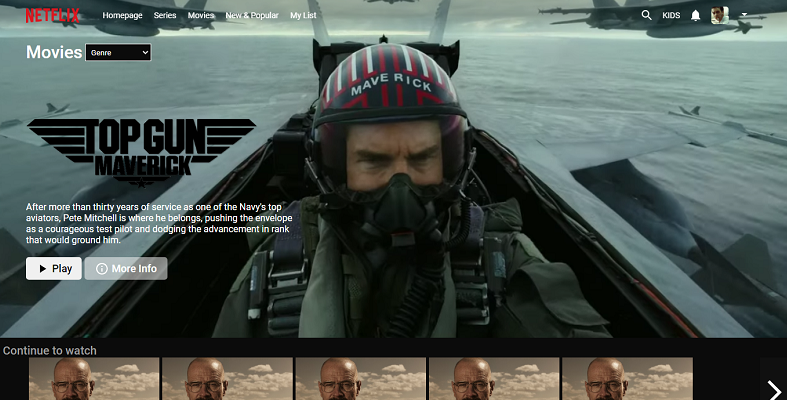 NETFLIX Homepage Series Movies New & Popular My List KIDS
Movies Genre
MAVERICK
TOP GUN
MAVERICK
After more than thirty years of service as one of the Navy's top
aviators, Pete Mitchell is where he belongs, pushing the envelope
as a courageous test pilot and dodging the advancement in rank
that would ground him.
Play More Info
Continue to watch